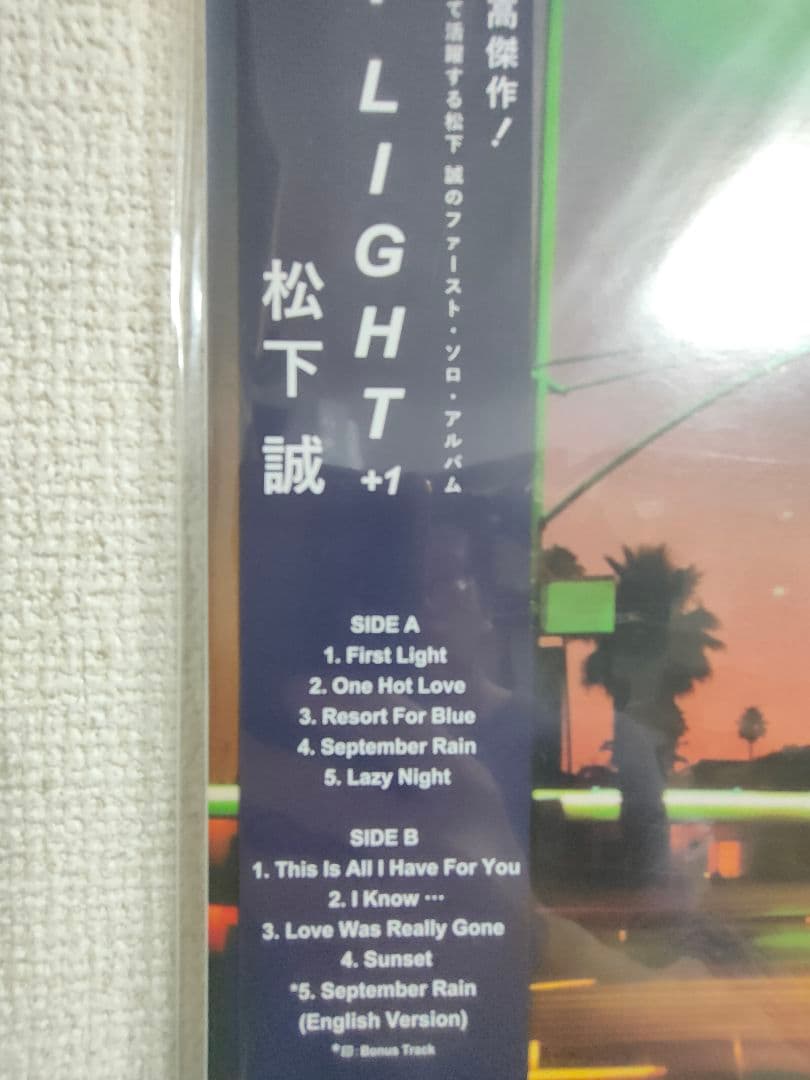 高傑作!
て活躍する松下 誠のファースト・ソロ・アルバム
LIGHT +1
松下 誠
SIDE A
1. First Light
2. One Hot Love
3. Resort For Blue
4. September Rain
5. Lazy Night
SIDE B
1. This Is All I Have For You
2. I Know …
3. Love Was Really Gone
4. Sunset
*5. September Rain
(English Version)
*印:Bonus Track